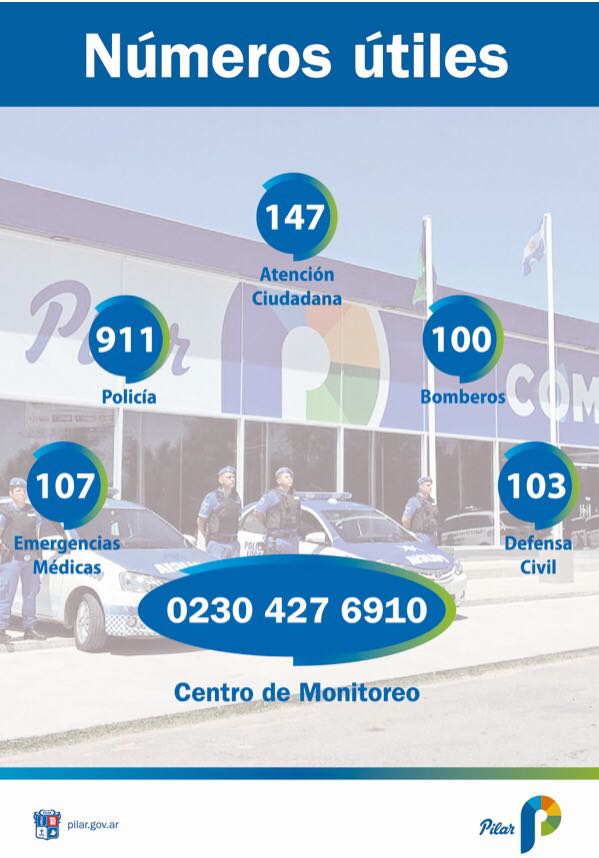 Números útiles
147
Atención
Ciudadana
911
Policía
100
Bomberos
107
Emergencias
Médicas
103
Defensa
Civil
0230 427 6910
Centro de Monitoreo
Pilar
COM
PILAR
pilar.gov.ar
Pilar